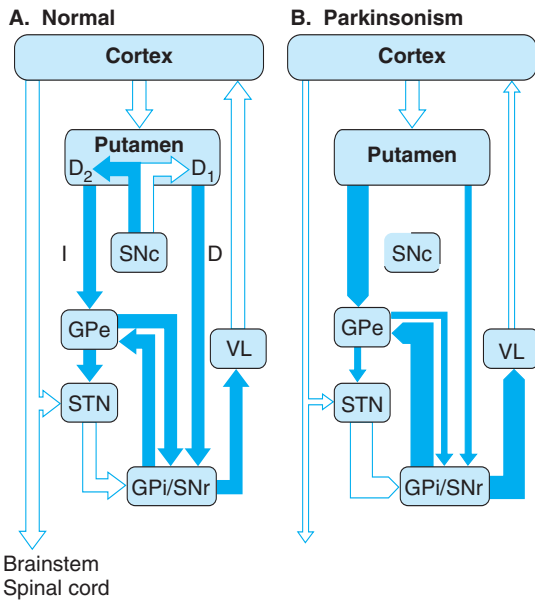 A. Normal
Cortex
Putamen
D2 D1
SNc
I D
GPe
VL
STN
GPi/SNr
Brainstem
Spinal cord
B. Parkinsonism
Cortex
Putamen
SNc
GPe
VL
STN
GPi/SNr